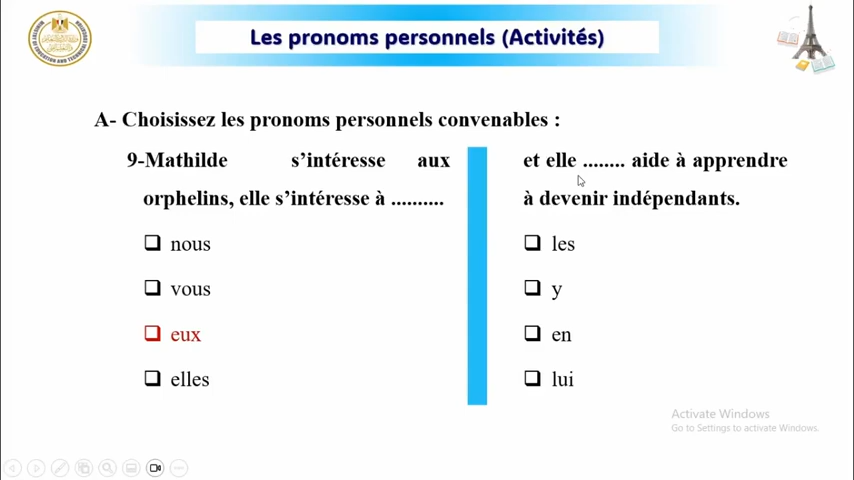 Les pronoms personnels (Activités)
A- Choisissez les pronoms personnels convenables :
9-Mathilde s'intéresse aux
orphelins, elle s'intéresse à ..........
nous
vous
eux
elles
et elle ........ aide à apprendre
à devenir indépendants.
les
y
en
lui
Activate Windows
Go to Settings to activate Windows.